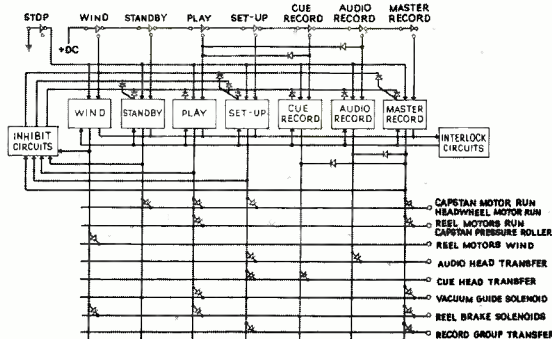 STOP
WIND
STANDBY
PLAY
SET-UP
CUE
RECORD
AUDIO
RECORD
MASTER
RECORD
+DC
WIND
STANDBY
PLAY
SET-UP
CUE
RECORD
AUDIO
RECORD
MASTER
RECORD
INHIBIT
CIRCUITS
INTERLOCK
CIRCUITS
CAPSTAN MOTOR RUN
HEADWHEEL MOTOR RUN
REEL MOTORS RUN
CAPSTAN PRESSURE ROLLER
REEL MOTORS WIND
AUDIO HEAD TRANSFER
CUE HEAD TRANSFER
VACUUM GUIDE SOLENOID
REEL BRAKE SOLENOIDS
RECORD GROUP TRANSFER